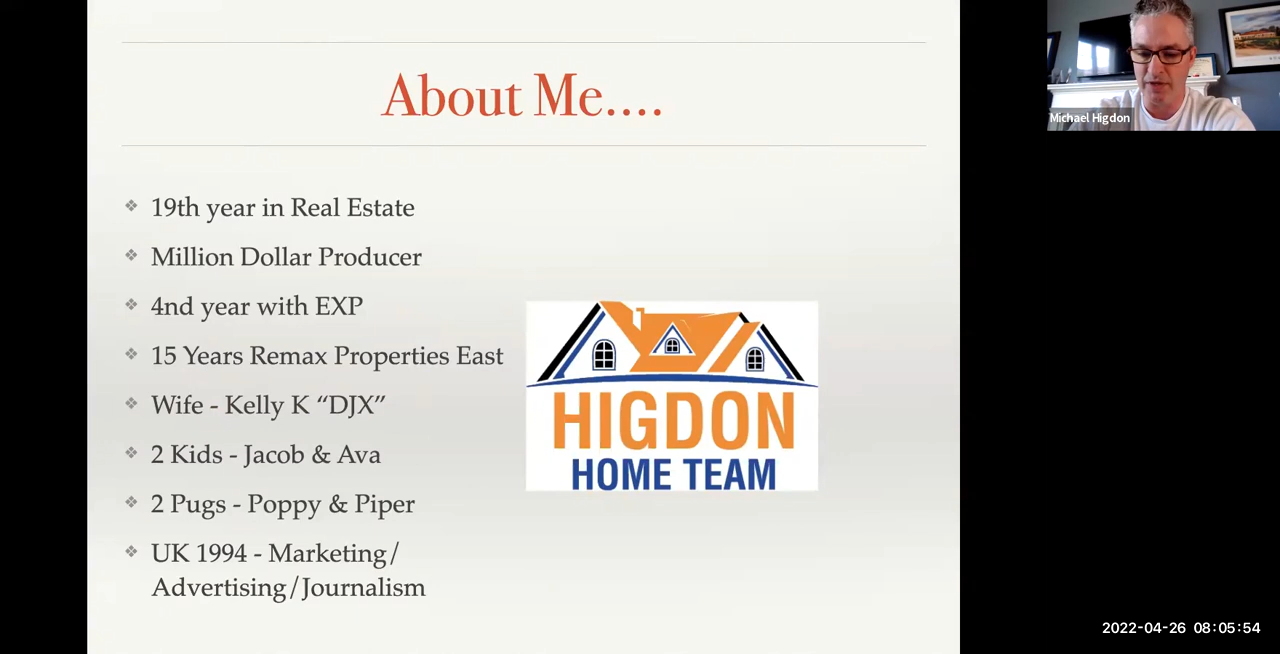 About Me....
19th year in Real Estate
Million Dollar Producer
4nd year with EXP
15 Years Remax Properties East
Wife - Kelly K “DJX”
2 Kids - Jacob & Ava
2 Pugs - Poppy & Piper
UK 1994 - Marketing/
Advertising/Journalism
HIGDON
HOME TEAM
Michael Higdon
2022-04-26 08:05:54